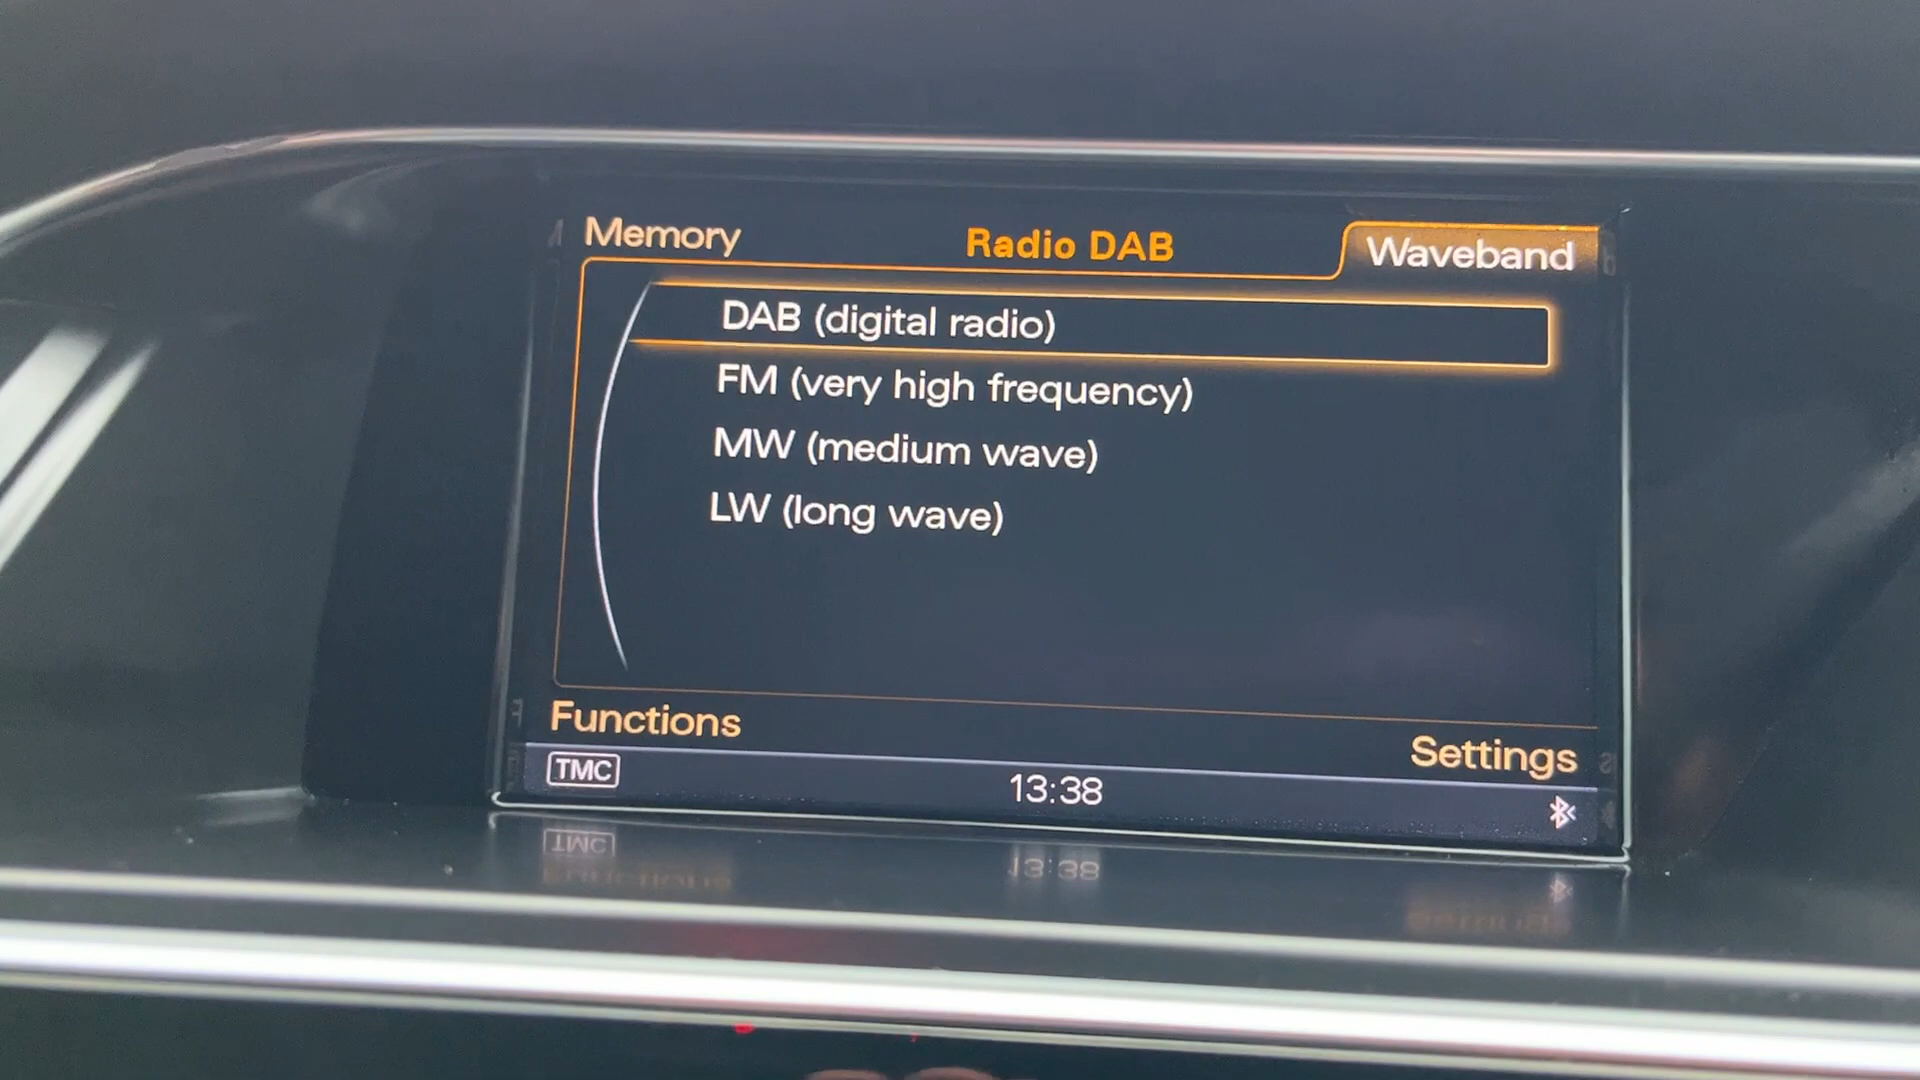 Memory Radio DAB Waveband
DAB (digital radio)
FM (very high frequency)
MW (medium wave)
LW (long wave)
Functions
Settings
TMC 13:38